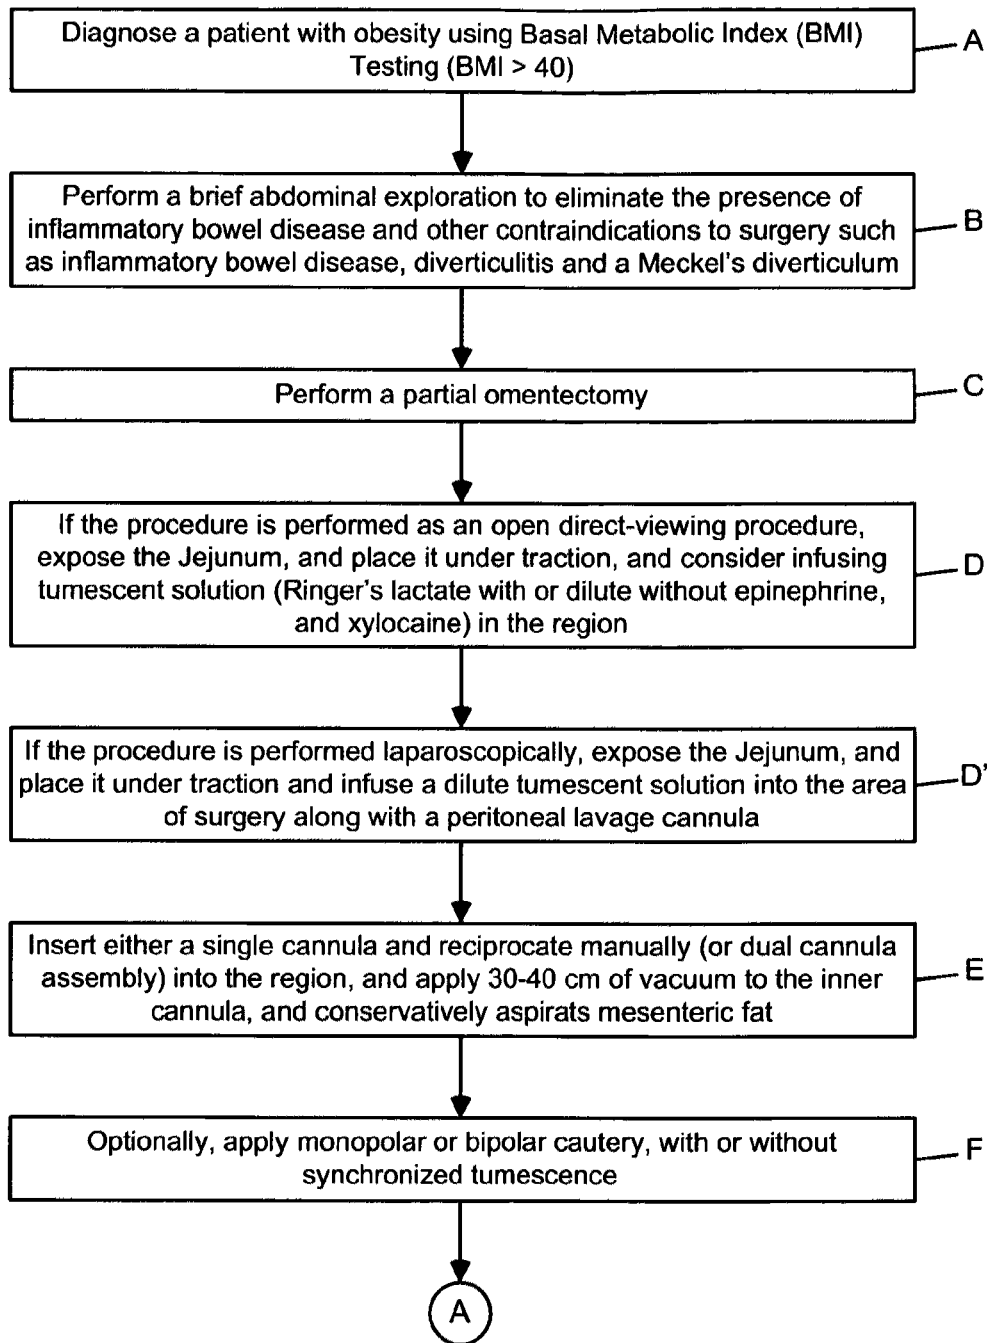 Diagnose a patient with obesity using Basal Metabolic Index (BMI)
Testing (BMI > 40)
A
Perform a brief abdominal exploration to eliminate the presence of
inflammatory bowel disease and other contraindications to surgery such
as inflammatory bowel disease, diverticulitis and a Meckel's diverticulum
B
Perform a partial omentectomy
C
If the procedure is performed as an open direct-viewing procedure,
expose the Jejunum, and place it under traction, and consider infusing
tumescent solution (Ringer's lactate with or dilute without epinephrine,
and xylocaine) in the region
D
If the procedure is performed laparoscopically, expose the Jejunum, and
place it under traction and infuse a dilute tumescent solution into the area
of surgery along with a peritoneal lavage cannula
D'
Insert either a single cannula and reciprocate manually (or dual cannula
assembly) into the region, and apply 30-40 cm of vacuum to the inner
cannula, and conservatively aspirats mesenteric fat
E
Optionally, apply monopolar or bipolar cautery, with or without
synchronized tumescence
F
A